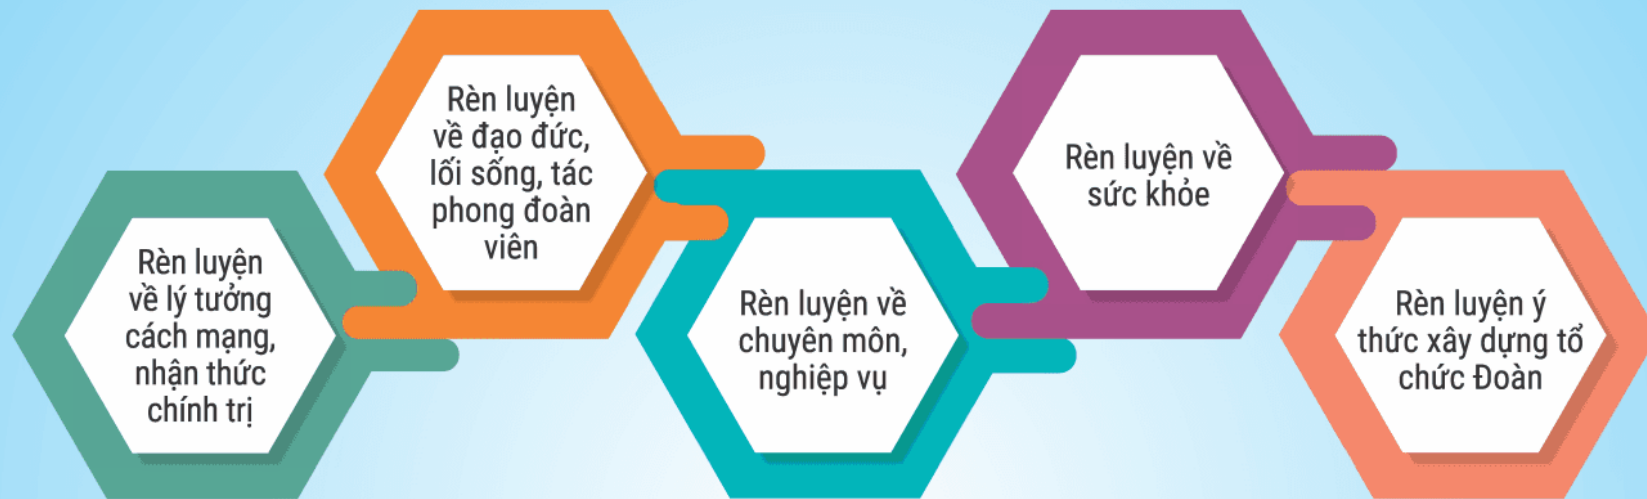 Rèn luyện
về lý tưởng
cách mạng,
nhận thức
chính trị
Rèn luyện
về đạo đức,
lối sống, tác
phong đoàn
viên
Rèn luyện về
chuyên môn,
nghiệp vụ
Rèn luyện về
sức khỏe
Rèn luyện ý
thức xây dựng tổ
chức Đoàn